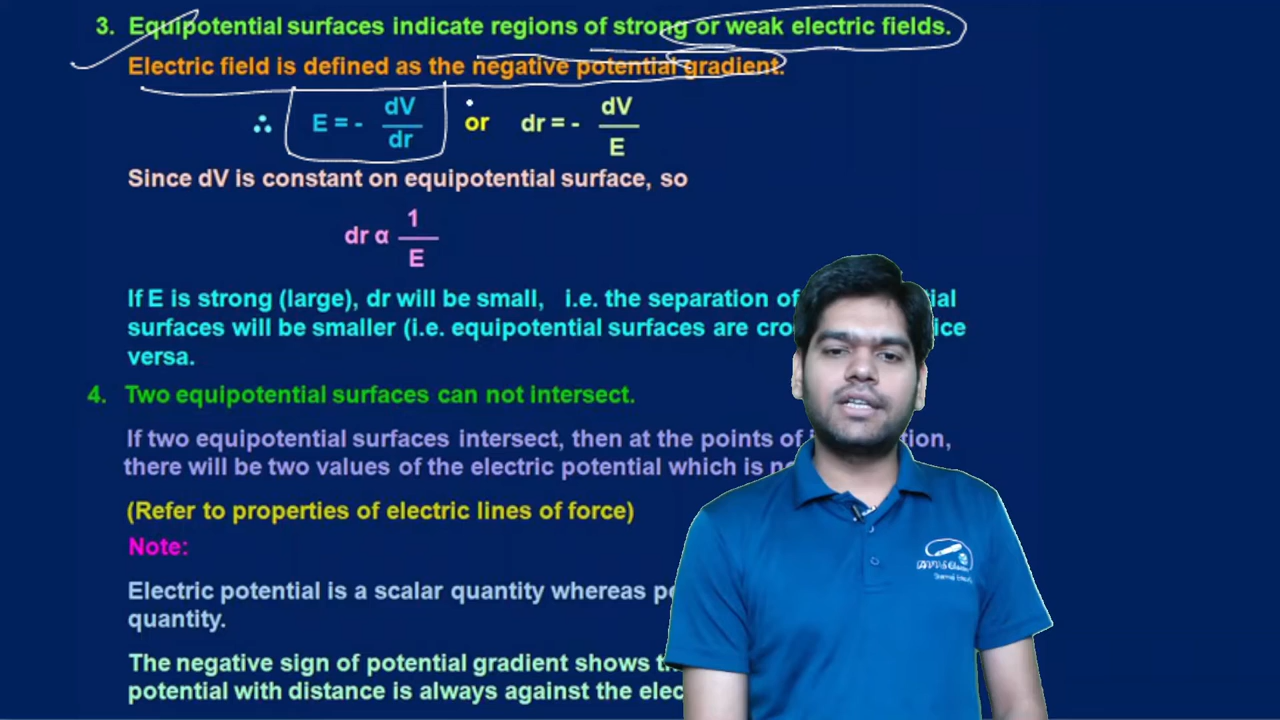 3. Equipotential surfaces indicate regions of strong or weak electric fields.
Electric field is defined as the negative potential gradient.
∴ E = - dV/dr or dr = - dV/E
Since dV is constant on equipotential surface, so
dr α 1/E
If E is strong (large), dr will be small, i.e. the separation of
surfaces will be smaller (i.e. equipotential surfaces are
versa.
4. Two equipotential surfaces can not intersect.
If two equipotential surfaces intersect, then at the points of
there will be two values of the electric potential which is
(Refer to properties of electric lines of force)
Note:
Electric potential is a scalar quantity whereas
quantity.
The negative sign of potential gradient shows
potential with distance is always against the